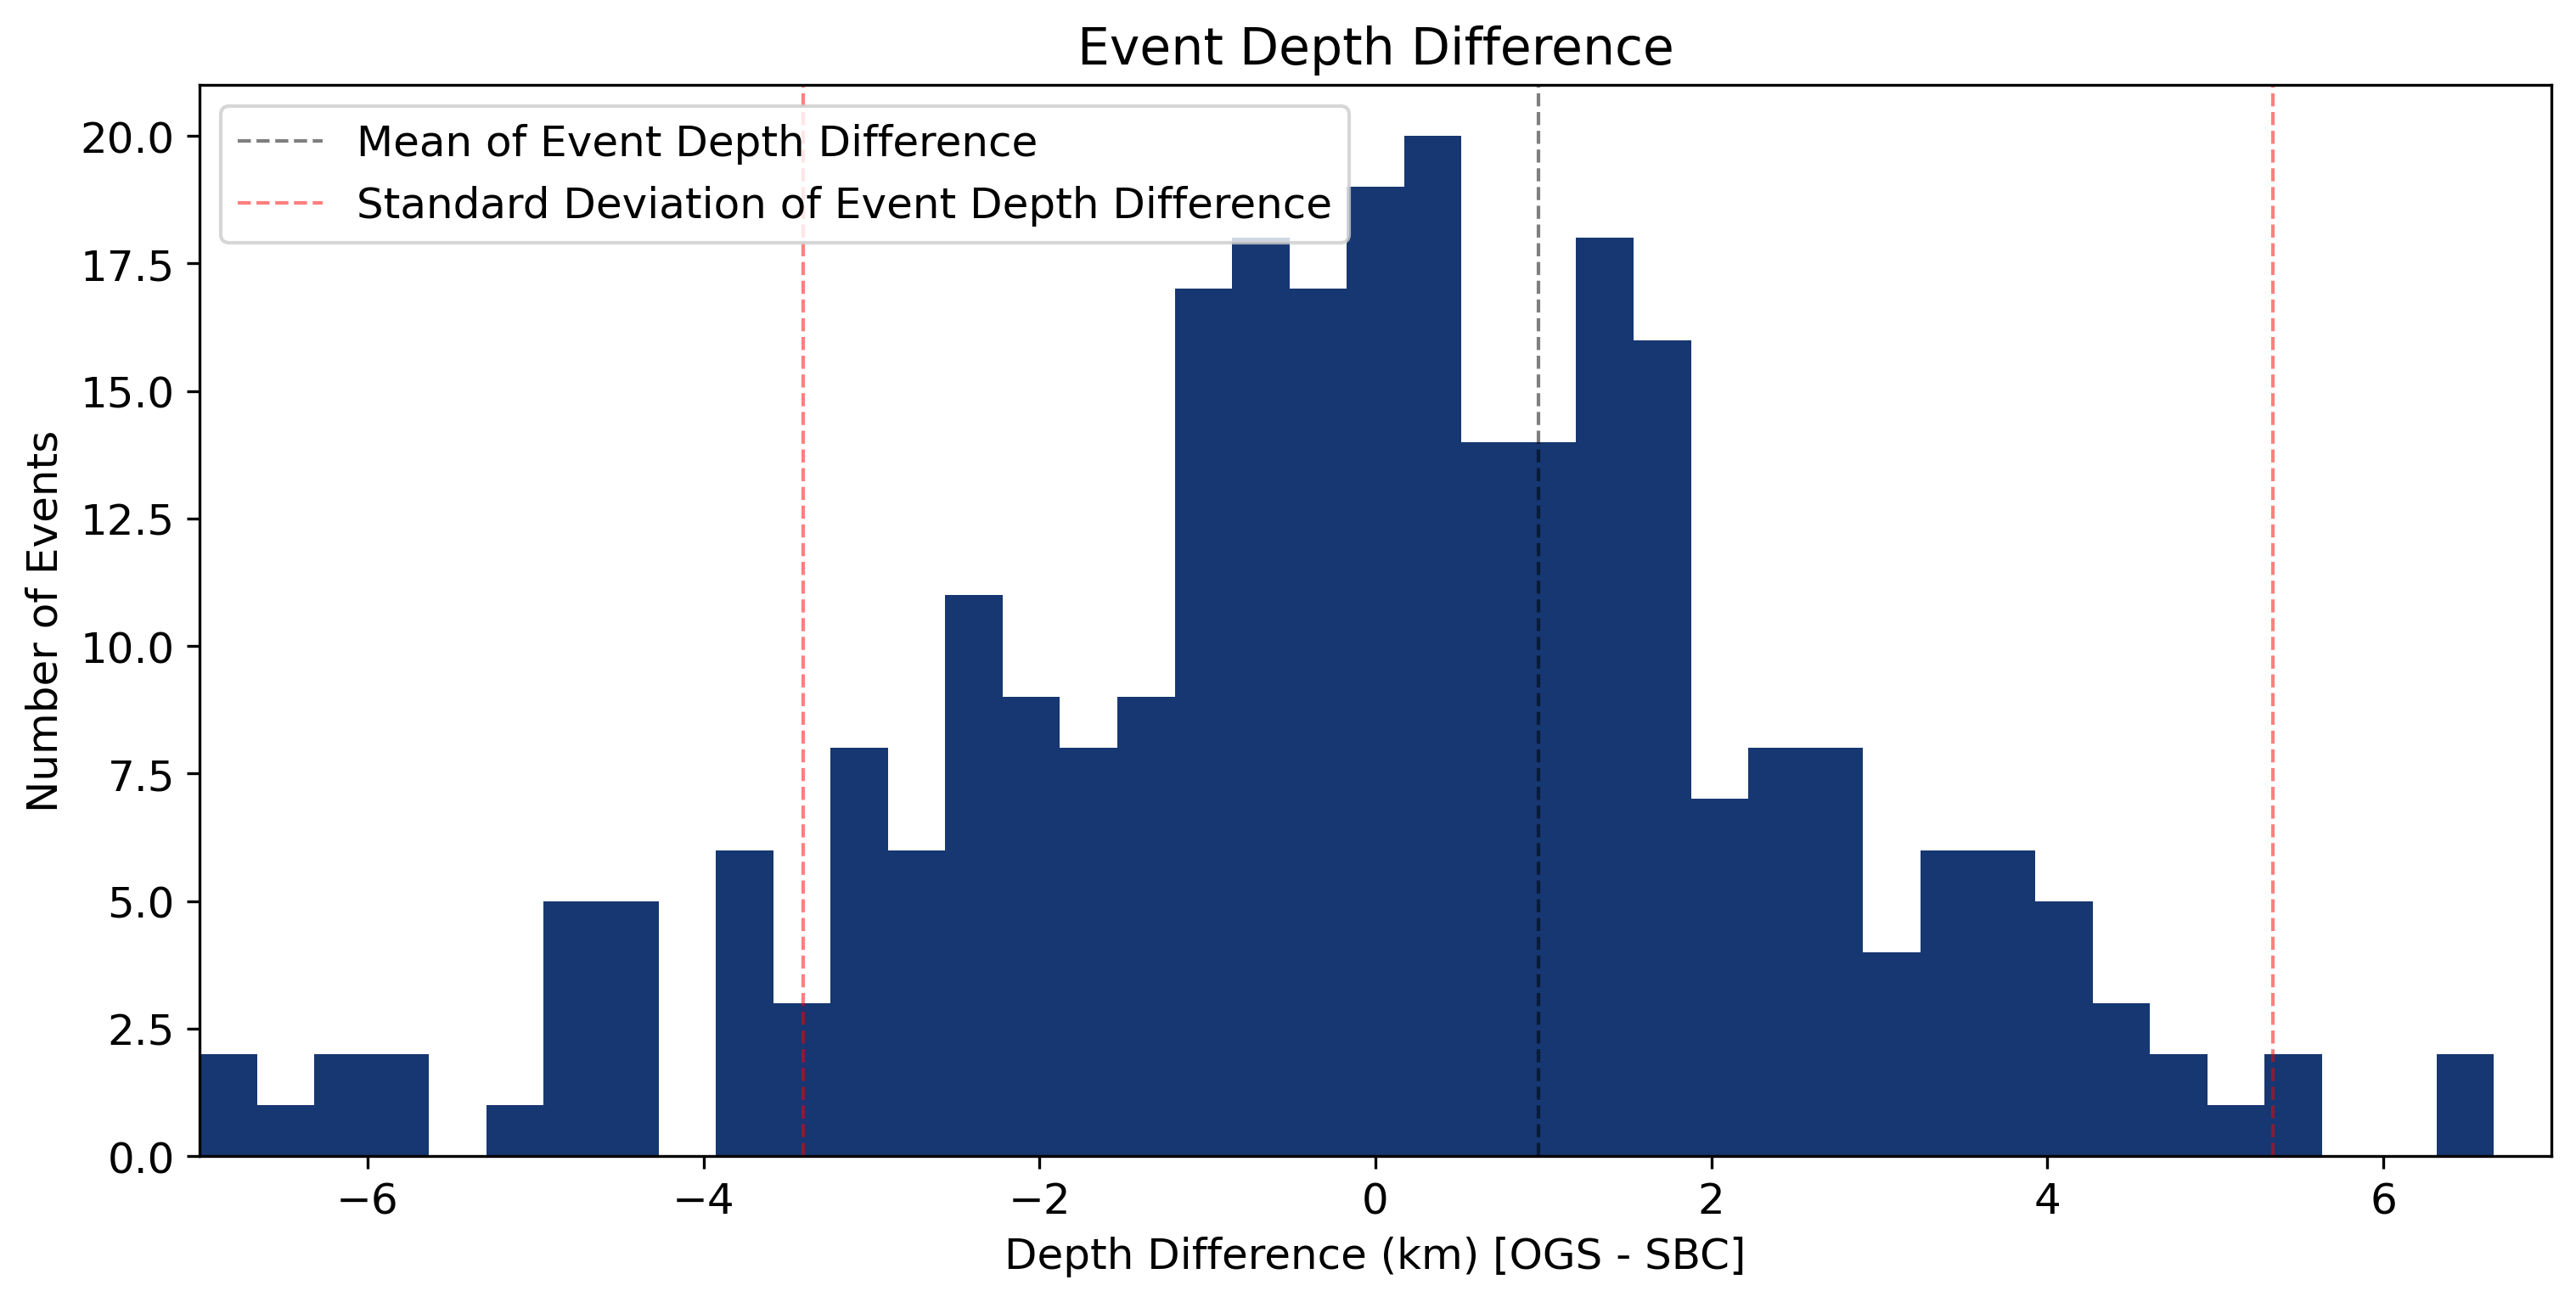 Event Depth Difference
Mean of Event Depth Difference
Standard Deviation of Event Depth Difference
Number of Events
20.0
17.5
15.0
12.5
10.0
7.5
5.0
2.5
0.0
−6 −4 −2 0 2 4 6
Depth Difference (km) [OGS - SBC]